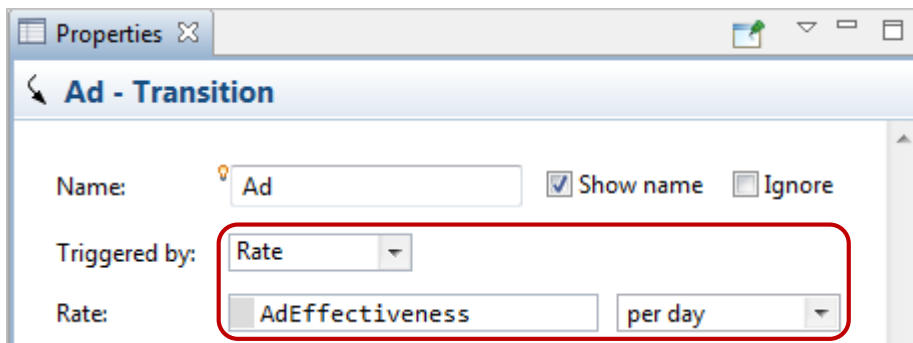 Properties
Ad - Transition
Name: Ad Show name Ignore
Triggered by: Rate
Rate: AdEffectiveness per day